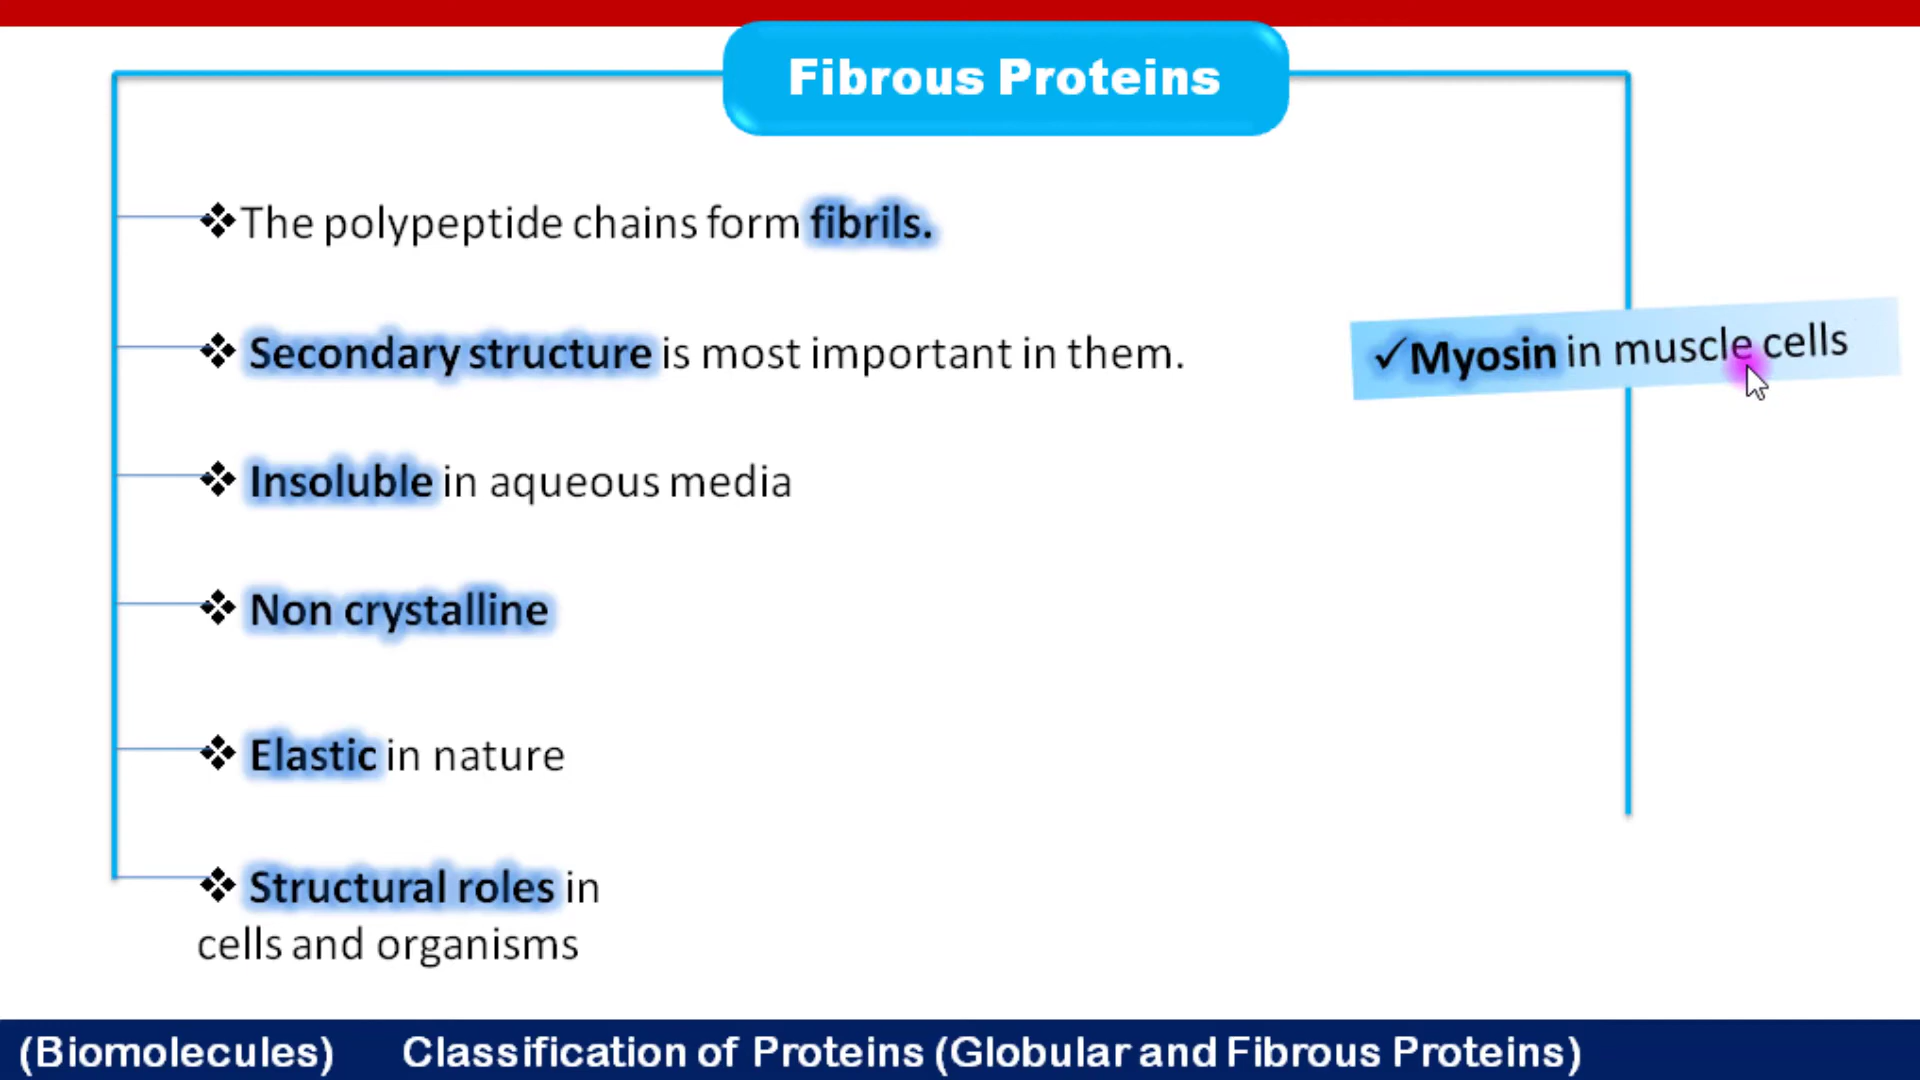 Fibrous Proteins
❖The polypeptide chains form fibrils.
❖ Secondary structure is most important in them.
✓Myosin in muscle cells
❖ Insoluble in aqueous media
❖ Non crystalline
❖ Elastic in nature
❖ Structural roles in
cells and organisms
(Biomolecules) Classification of Proteins (Globular and Fibrous Proteins)